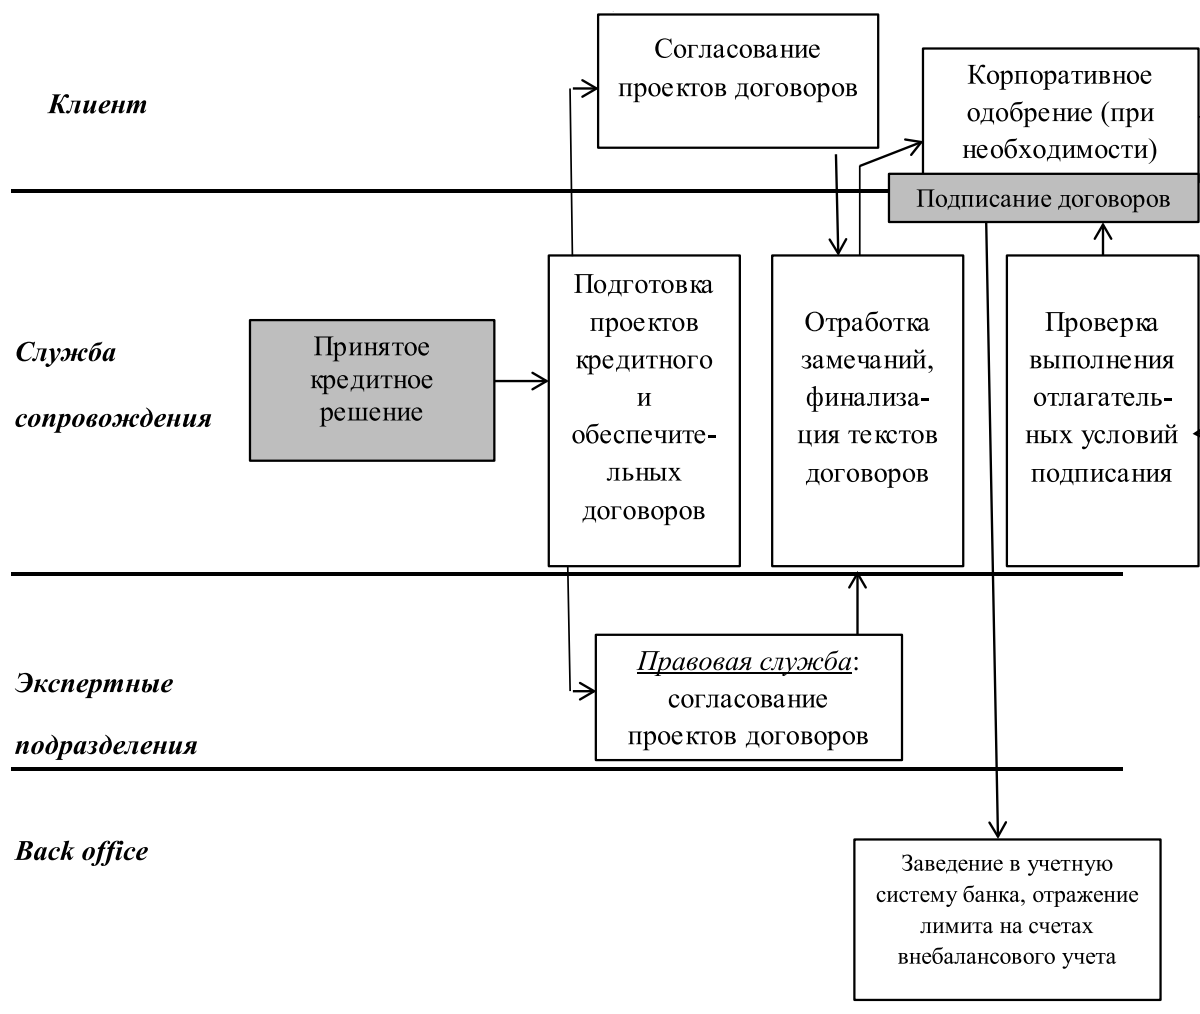 Согласование
проектов договоров
Корпоративное
одобрение (при
необходимости)
Клиент
Подписание договоров
Служба
сопровождения
Принятое
кредитное
решение
Подготовка
проектов
кредитного
и
обеспечите-
льных
договоров
Отработка
замечаний,
финализа-
ция текстов
договоров
Проверка
выполнения
отлагатель-
ных условий
подписания
Экспертные
подразделения
Правовая служба:
согласование
проектов договоров
Back office
Заведение в учетную
систему банка, отражение
лимита на счетах
внебалансового учета